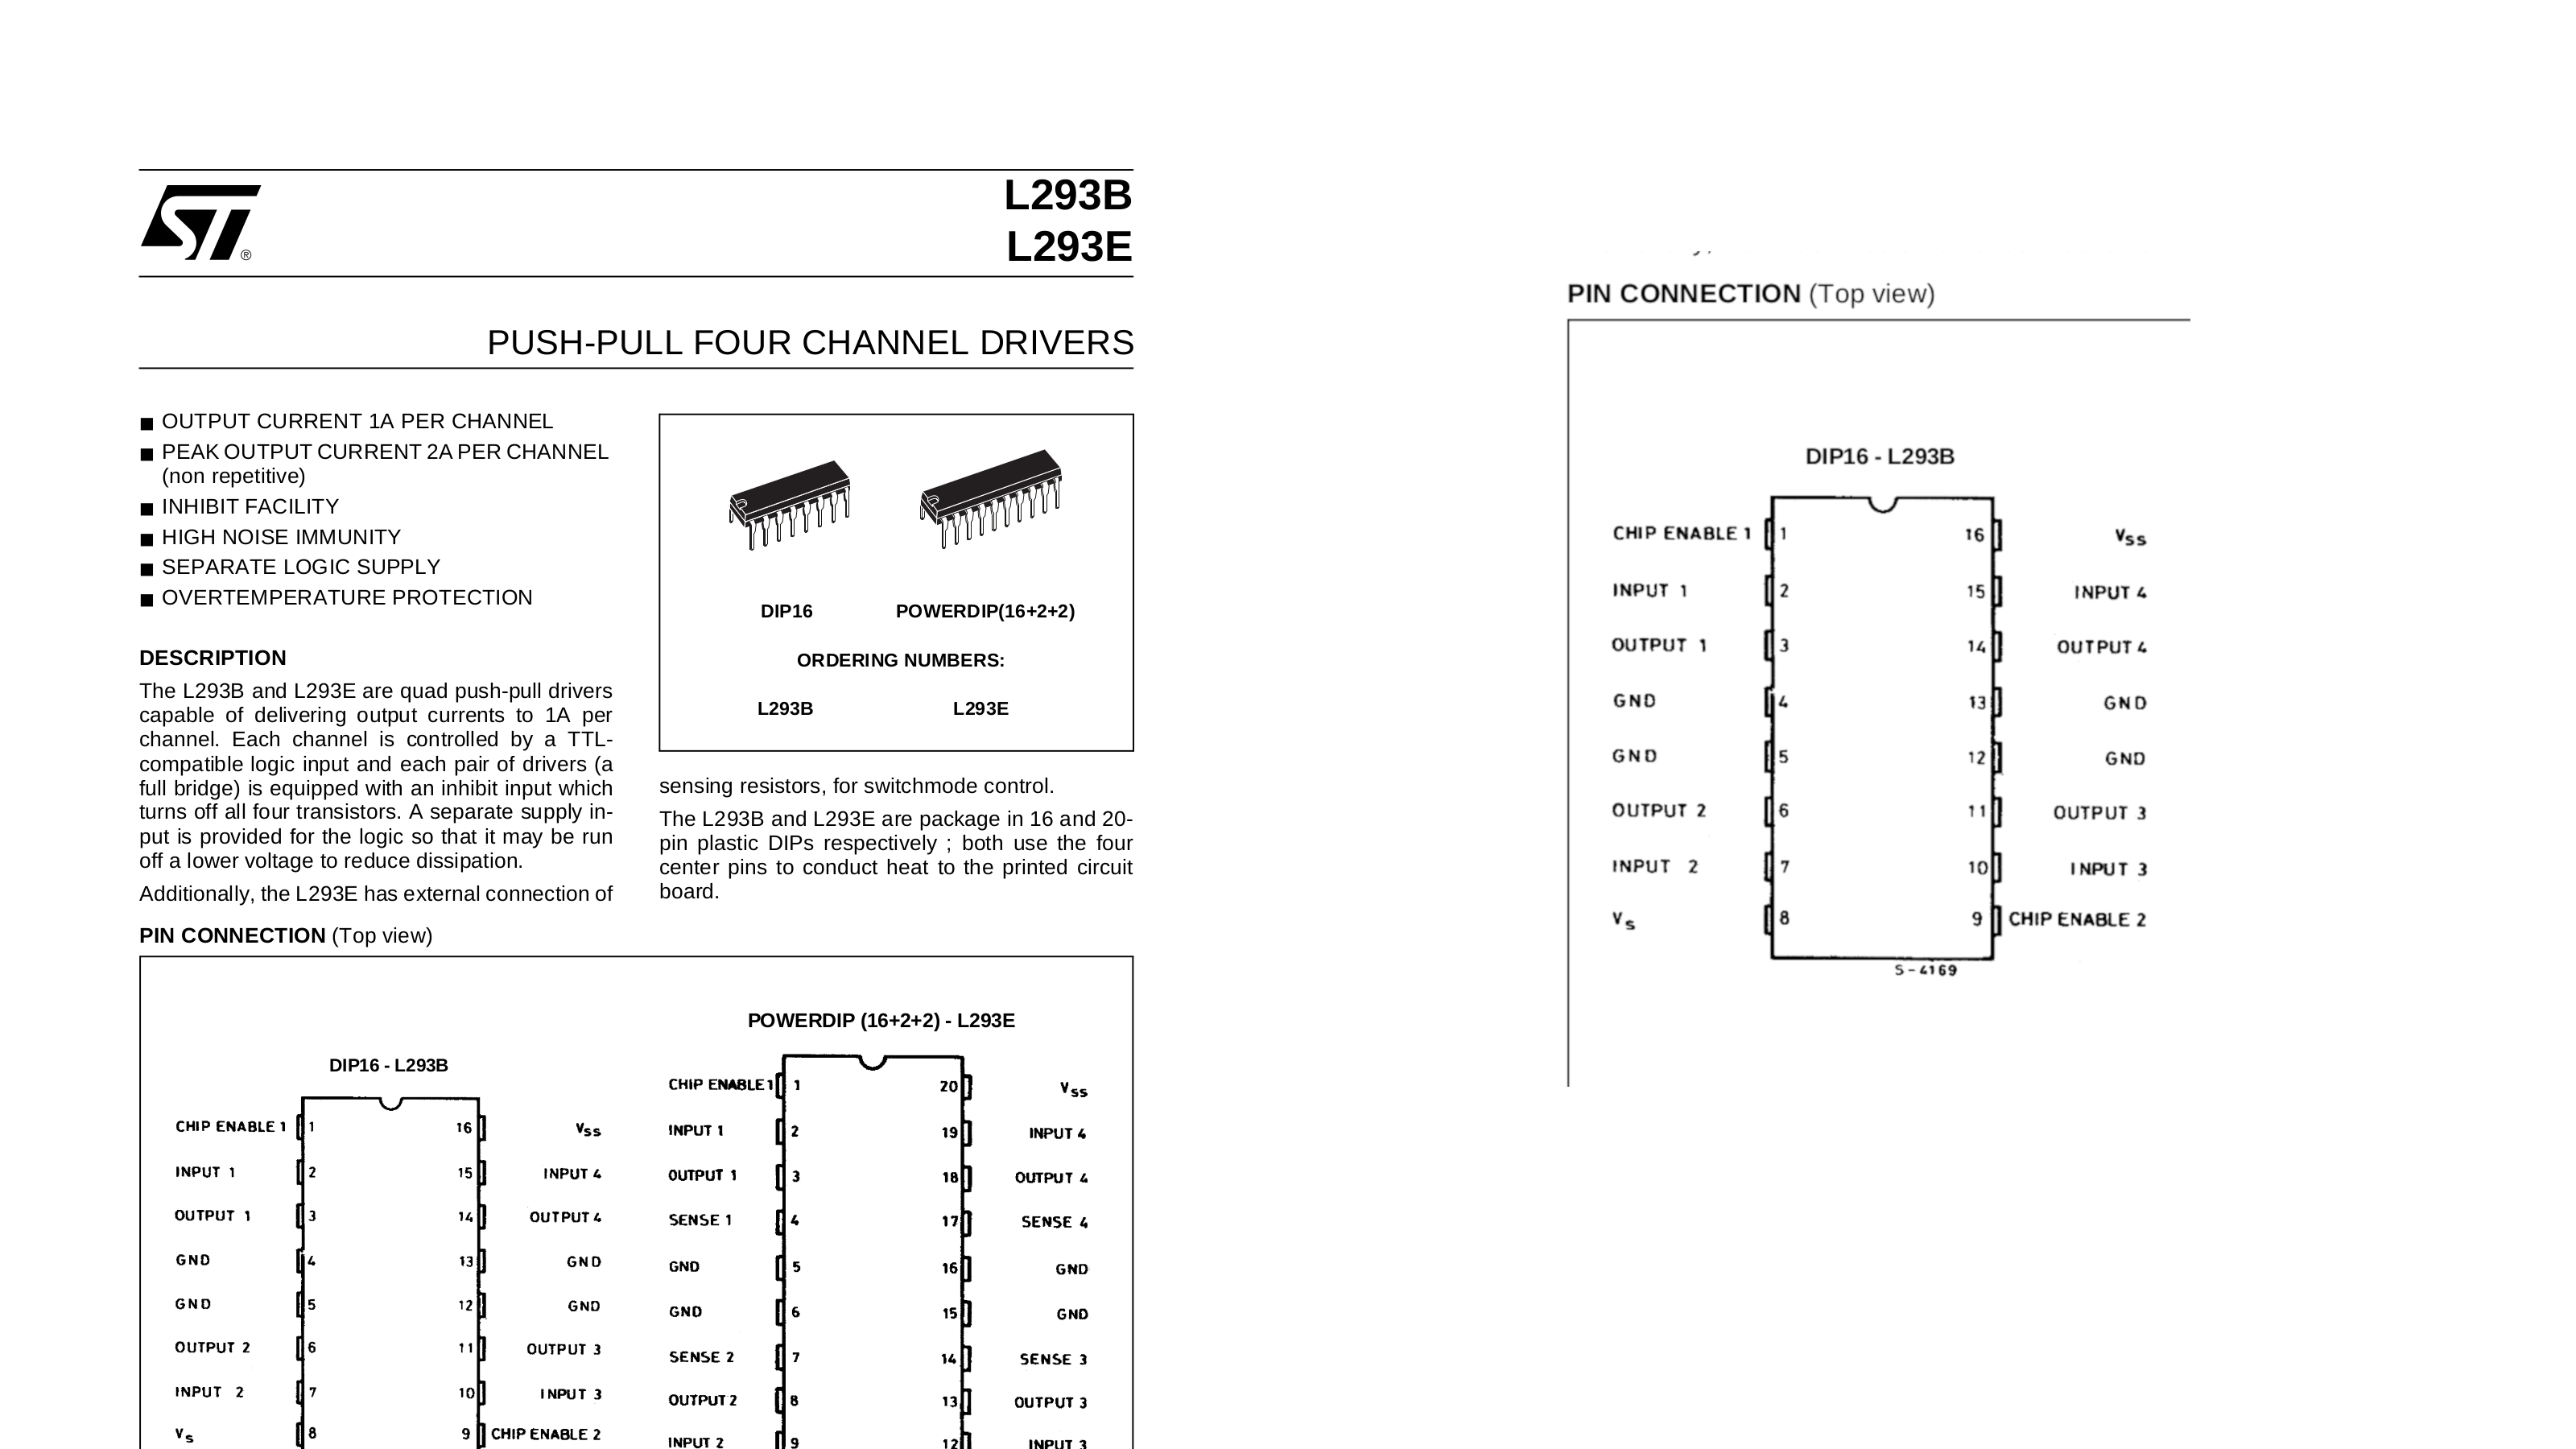 ST®
L293B
L293E
PUSH-PULL FOUR CHANNEL DRIVERS
■ OUTPUT CURRENT 1A PER CHANNEL
■ PEAK OUTPUT CURRENT 2A PER CHANNEL
(non repetitive)
■ INHIBIT FACILITY
■ HIGH NOISE IMMUNITY
■ SEPARATE LOGIC SUPPLY
■ OVERTEMPERATURE PROTECTION
DESCRIPTION
The L293B and L293E are quad push-pull drivers
capable of delivering output currents to 1A per
channel. Each channel is controlled by a TTL-
compatible logic input and each pair of drivers (a
full bridge) is equipped with an inhibit input which
turns off all four transistors. A separate supply in-
put is provided for the logic so that it may be run
off a lower voltage to reduce dissipation.
Additionally, the L293E has external connection of
DIP16 POWERDIP(16+2+2)
ORDERING NUMBERS:
L293B L293E
sensing resistors, for switchmode control.
The L293B and L293E are package in 16 and 20-
pin plastic DIPs respectively ; both use the four
center pins to conduct heat to the printed circuit
board.
PIN CONNECTION (Top view)
DIP16 - L293B
CHIP ENABLE 1 1 16 VSS
INPUT 1 2 15 INPUT 4
OUTPUT 1 3 14 OUTPUT 4
GND 4 13 GND
GND 5 12 GND
OUTPUT 2 6 11 OUTPUT 3
INPUT 2 7 10 INPUT 3
VS 8 9 CHIP ENABLE 2
POWERDIP (16+2+2) - L293E
CHIP ENABLE 1 1 20 VSS
INPUT 1 2 19 INPUT 4
OUTPUT 1 3 18 OUTPUT 4
SENSE 1 4 17 SENSE 4
GND 5 16 GND
GND 6 15 GND
SENSE 2 7 14 SENSE 3
OUTPUT 2 8 13 OUTPUT 3
INPUT 2 9 12 INPUT 3
PIN CONNECTION (Top view)
DIP16 - L293B
CHIP ENABLE 1 1 16 VSS
INPUT 1 2 15 INPUT 4
OUTPUT 1 3 14 OUTPUT 4
GND 4 13 GND
GND 5 12 GND
OUTPUT 2 6 11 OUTPUT 3
INPUT 2 7 10 INPUT 3
VS 8 9 CHIP ENABLE 2
S-4169